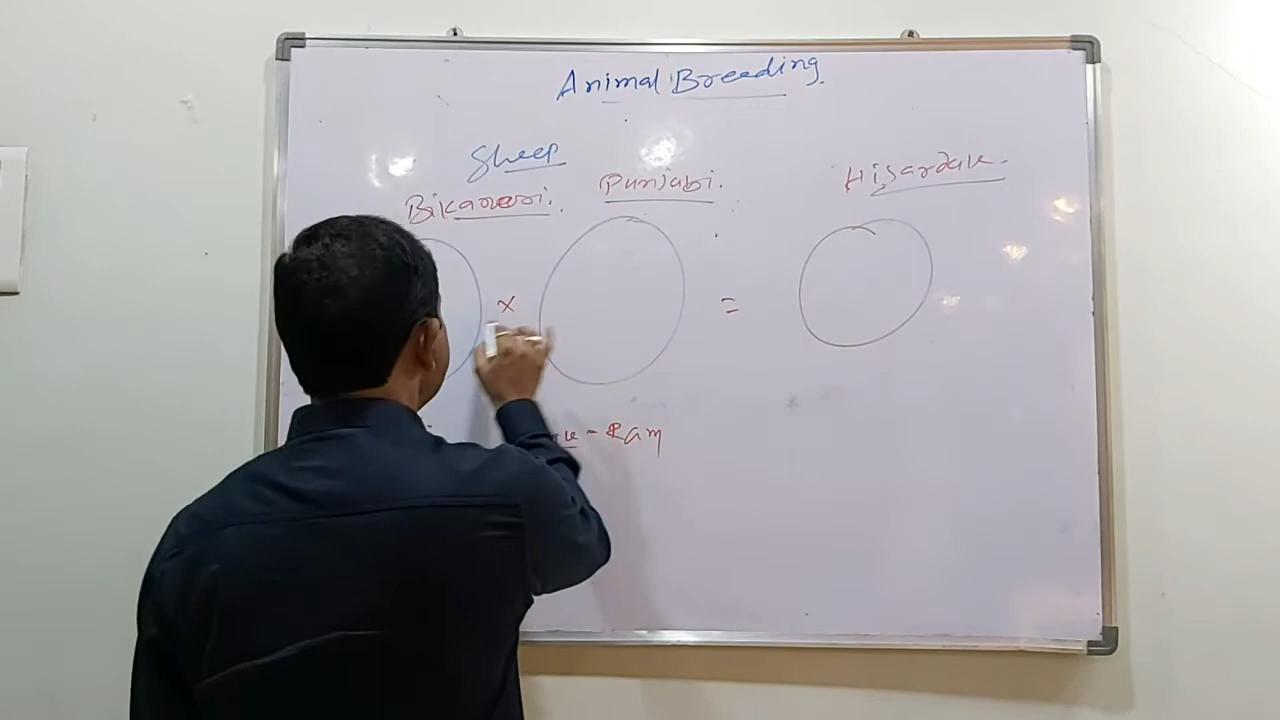 Animal Breeding
Sheep
Bikaneri. Punjabi. Hisardale.
× =
- Ram